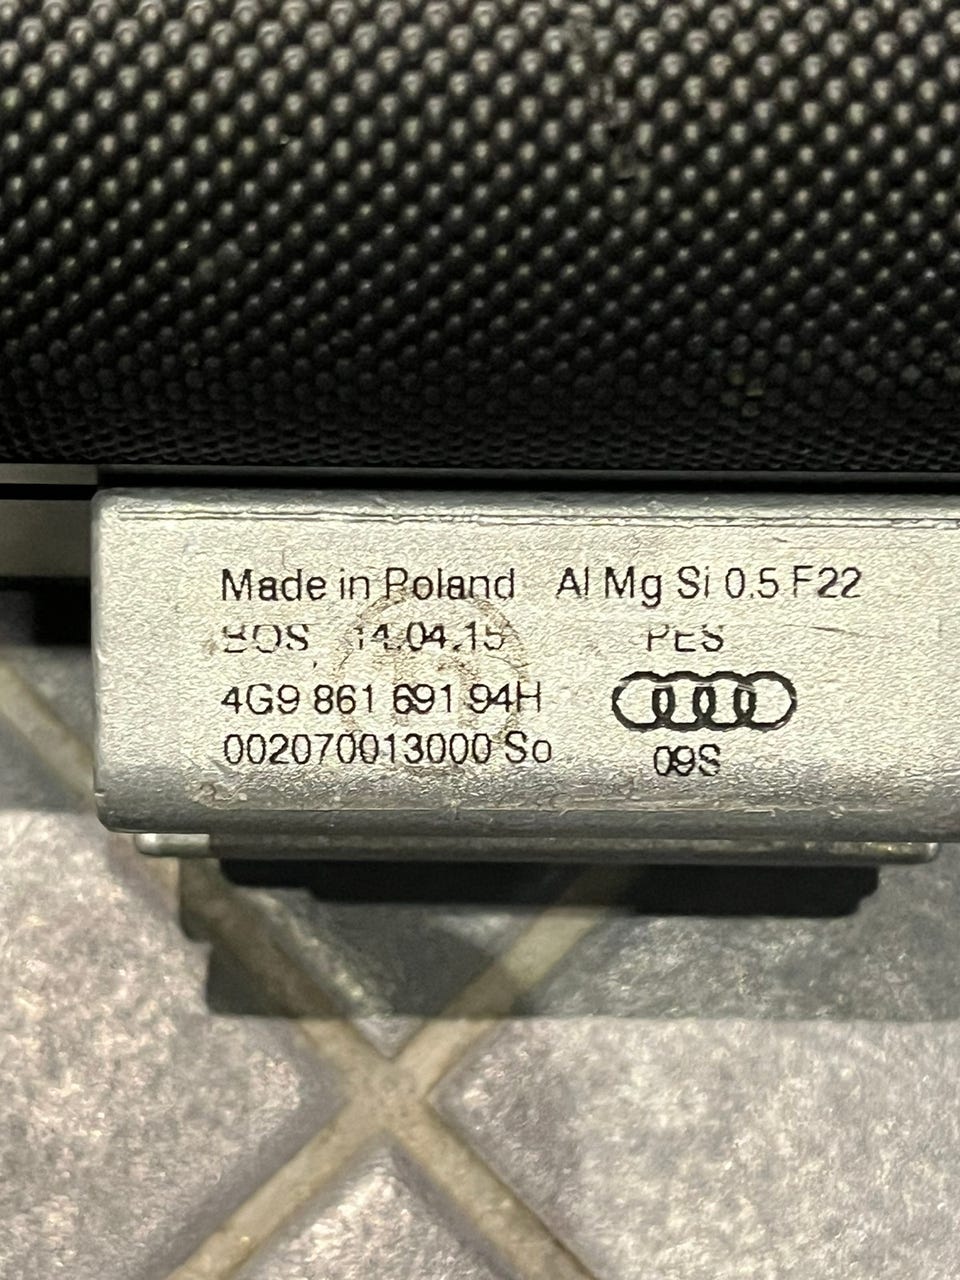 Made in Poland Al Mg Si 0.5 F22
BOS 14.04.15 PES
4G9 861 691 94H
002070013000 So 09S